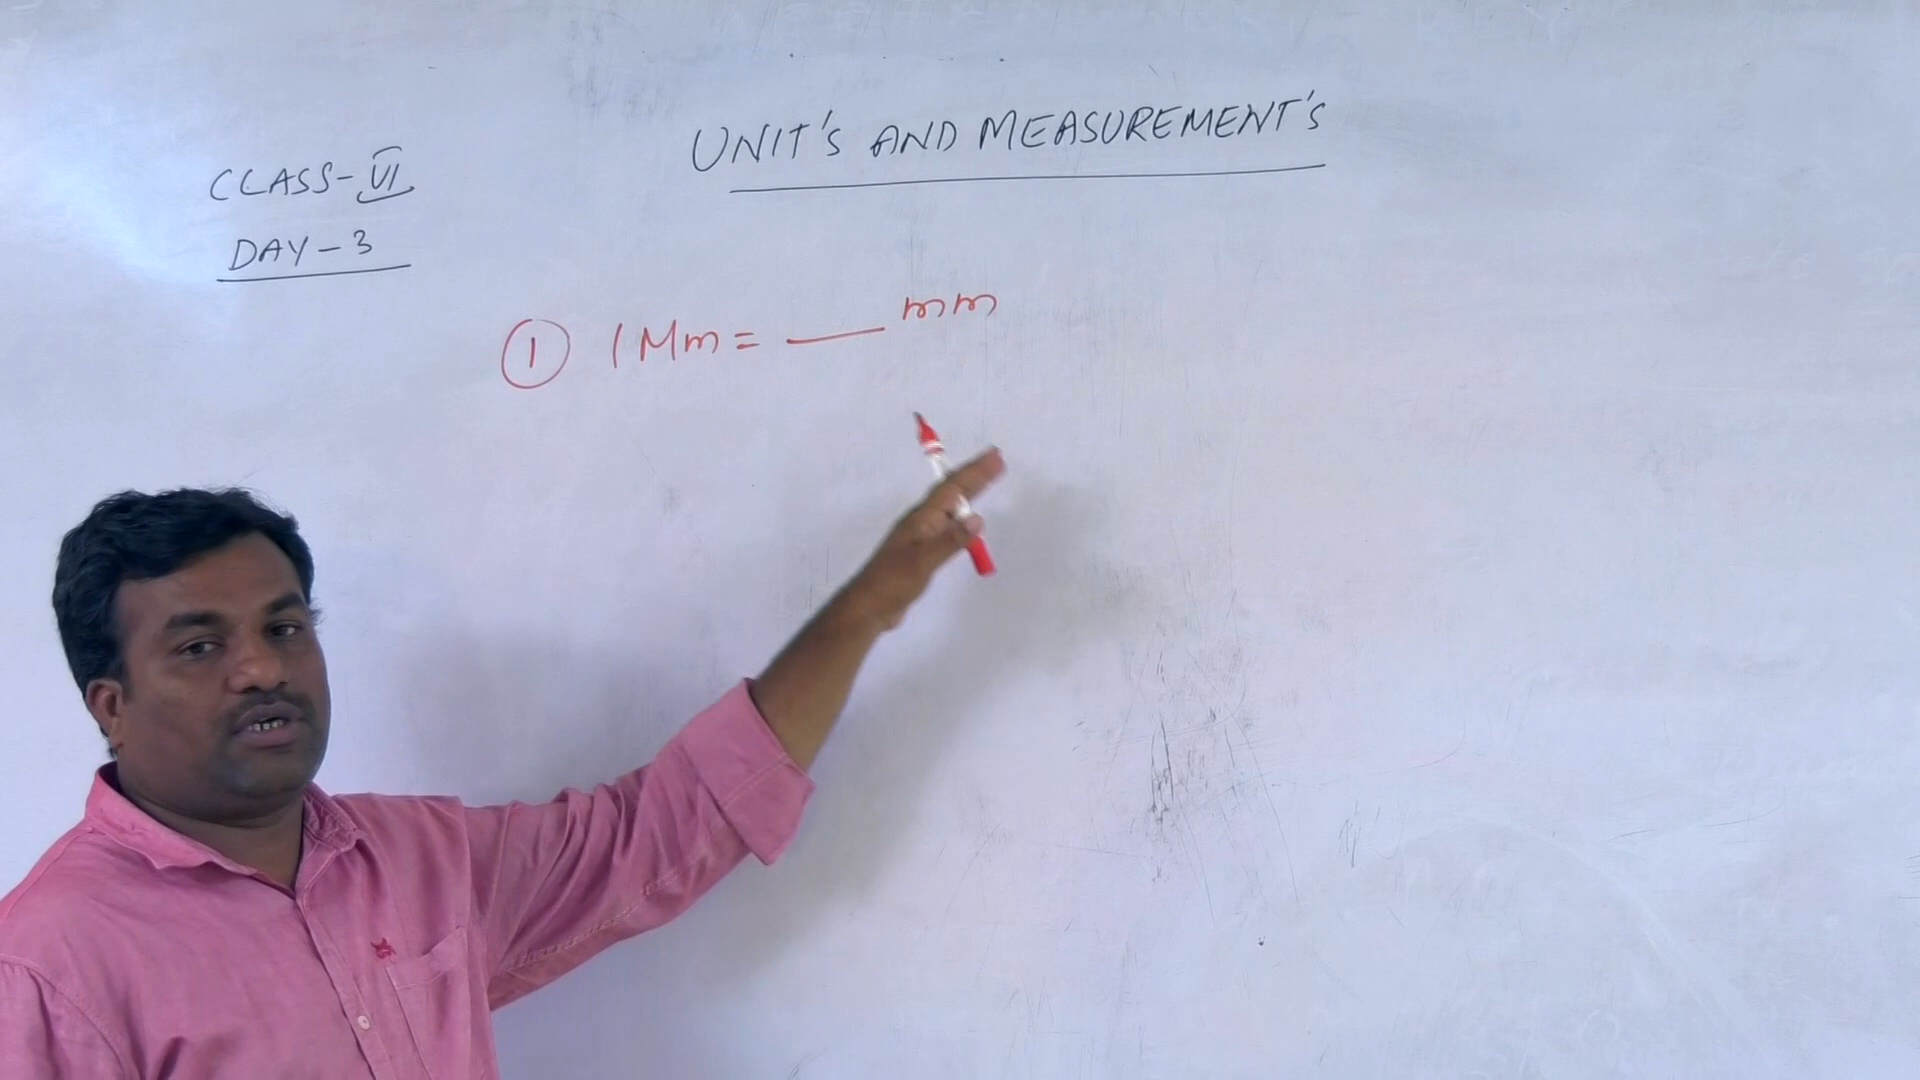 UNIT'S AND MEASUREMENT'S
CLASS-VI
DAY-3
① 1Mm = ___ mm